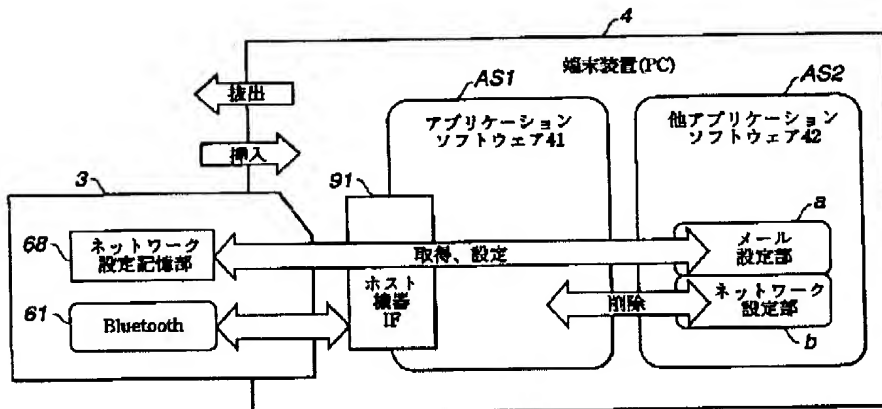 4
端末装置(PC)
抜出
挿入
AS1
アプリケーション
ソフトウェア41
AS2
他アプリケーション
ソフトウェア42
3
91
a
68
ネットワーク
設定記憶部
取得、設定
メール
設定部
ホスト
機器
IF
61
Bluetooth
削除
ネットワーク
設定部
b